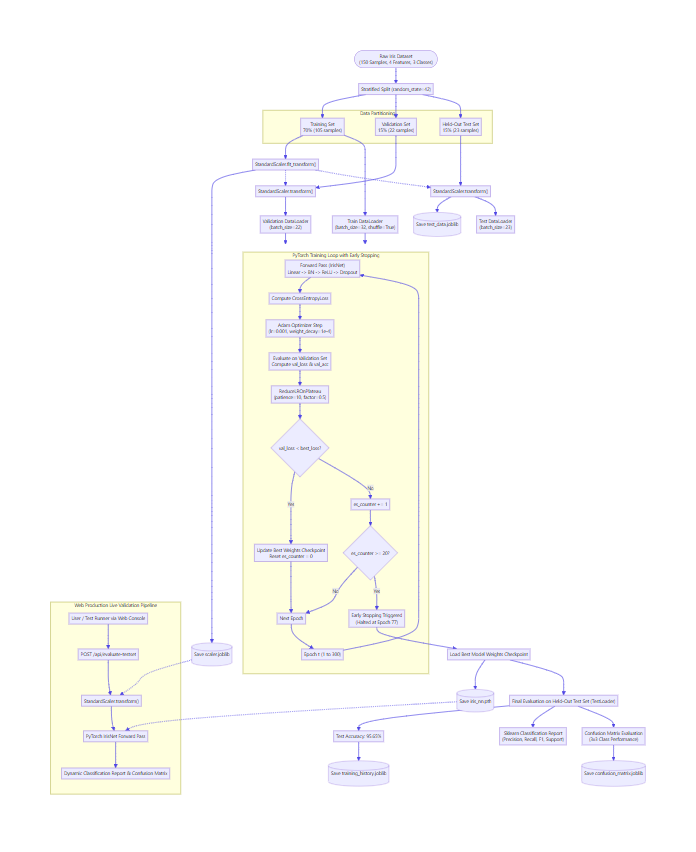 Raw Iris Dataset
(150 Samples, 4 Features, 3 Classes)
Stratified Split (random_state=42)
Data Partitioning
Training Set
70% (105 samples)
Validation Set
15% (22 samples)
Held-Out Test Set
15% (23 samples)
StandardScaler.fit_transform()
StandardScaler.transform()
StandardScaler.transform()
Validation DataLoader
(batch_size=22)
Train DataLoader
(batch_size=32, shuffle=True)
Save test_data.joblib
Test DataLoader
(batch_size=23)
PyTorch Training Loop with Early Stopping
Forward Pass (IrisNet)
Linear -> BN -> ReLU -> Dropout
Compute CrossEntropyLoss
Adam Optimizer Step
(lr=0.001, weight_decay=1e-4)
Evaluate on Validation Set
Compute val_loss & val_acc
ReduceLROnPlateau
(patience=10, factor=0.5)
val_loss < best_loss?
No
Yes
es_counter += 1
Update Best Weights Checkpoint
Reset es_counter = 0
es_counter >= 20?
No
Yes
Next Epoch
Early Stopping Triggered
(Halted at Epoch 77)
Epoch t (1 to 300)
Web Production Live Validation Pipeline
User / Test Runner via Web Console
POST /api/evaluate-testset
StandardScaler.transform()
PyTorch IrisNet Forward Pass
Dynamic Classification Report & Confusion Matrix
Save scaler.joblib
Load Best Model Weights Checkpoint
Save iris_nn.pth
Final Evaluation on Held-Out Test Set (TestLoader)
Test Accuracy: 95.65%
Sklearn Classification Report
(Precision, Recall, F1, Support)
Confusion Matrix Evaluation
(3x3 Class Performance)
Save training_history.joblib
Save confusion_matrix.joblib